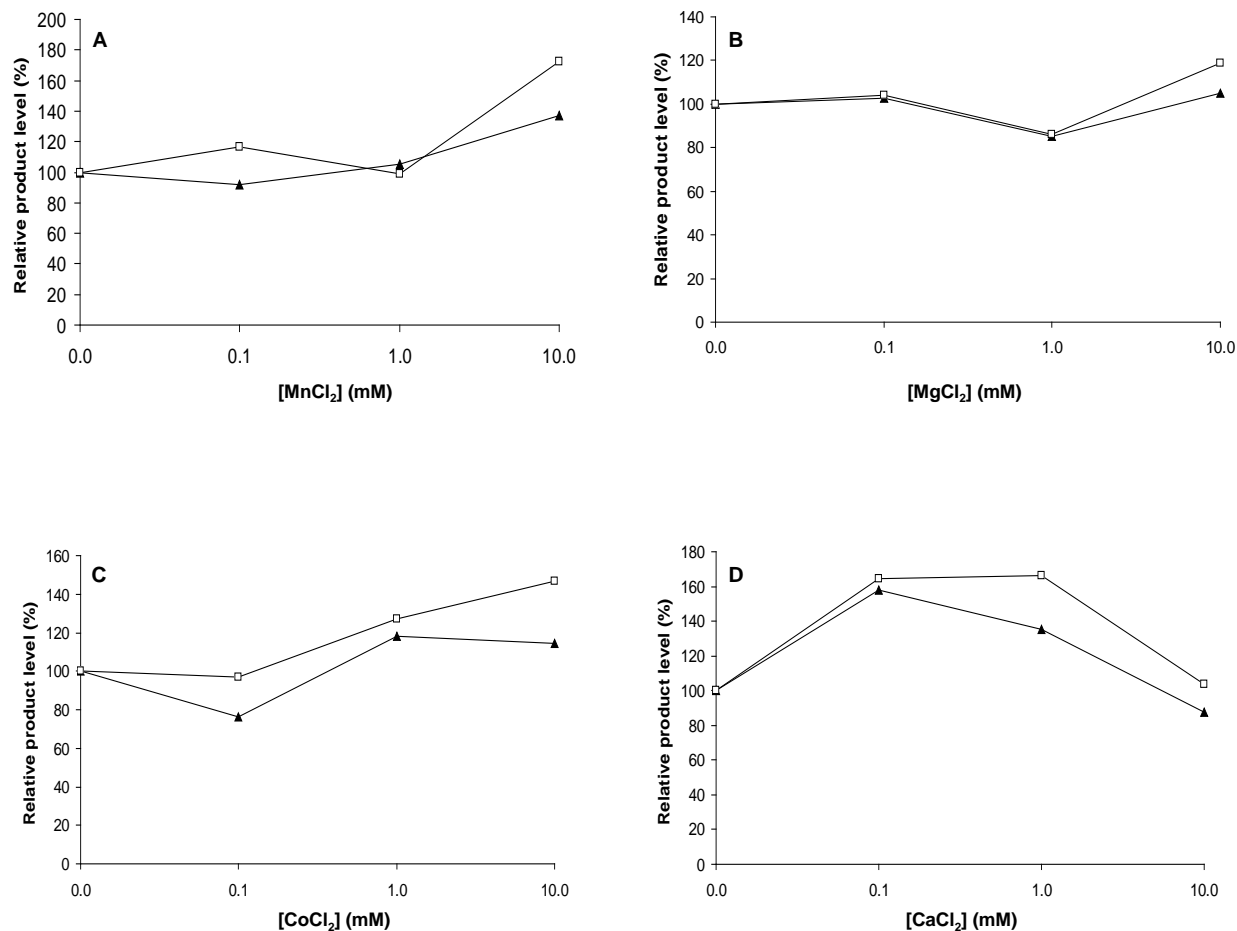 A
Relative product level (%)
200
180
160
140
120
100
80
60
40
20
0
0.0 0.1 1.0 10.0
[MnCl₂] (mM)
B
Relative product level (%)
140
120
100
80
60
40
20
0
0.0 0.1 1.0 10.0
[MgCl₂] (mM)
C
Relative product level (%)
160
140
120
100
80
60
40
20
0
0.0 0.1 1.0 10.0
[CoCl₂] (mM)
D
Relative product level (%)
180
160
140
120
100
80
60
40
20
0
0.0 0.1 1.0 10.0
[CaCl₂] (mM)